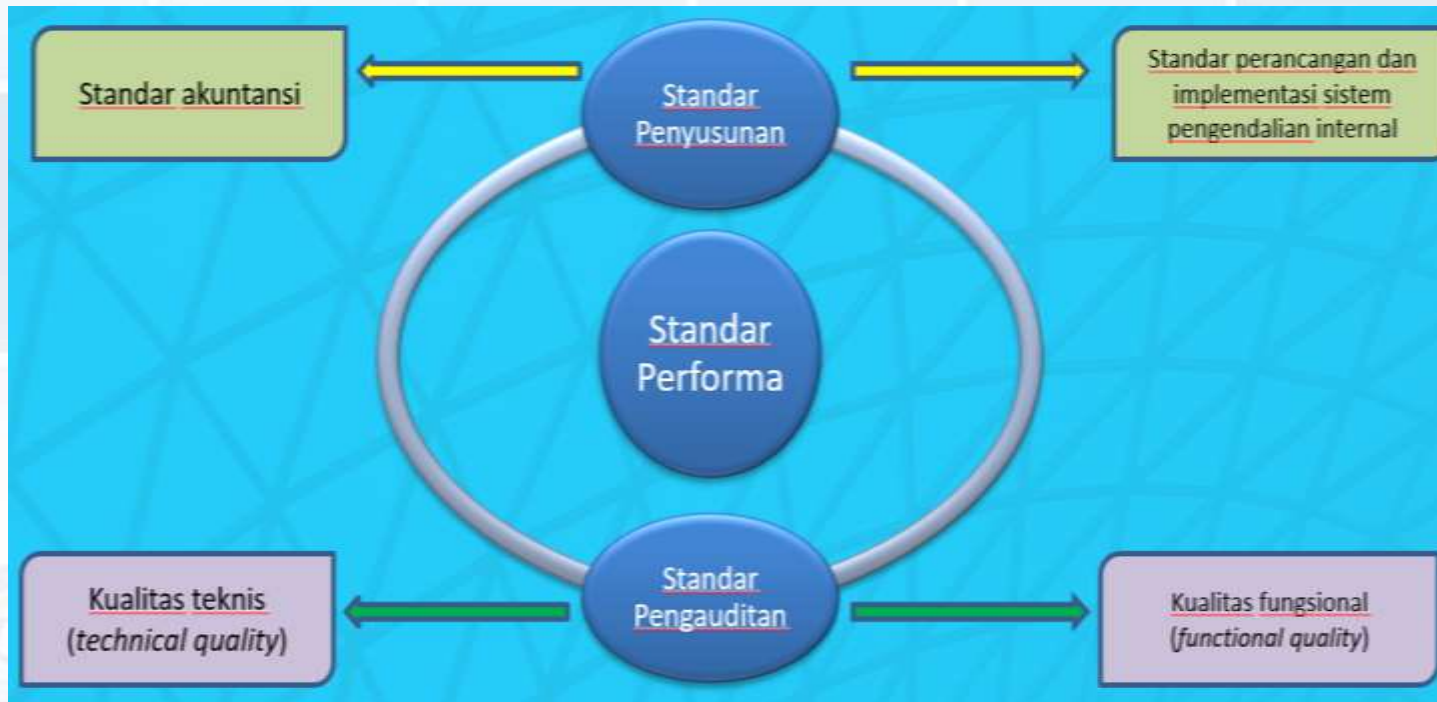 Standar akuntansi
Standar
Penyusunan
Standar perancangan dan
implementasi sistem
pengendalian internal
Standar
Performa
Kualitas teknis
(technical quality)
Standar
Pengauditan
Kualitas fungsional
(functional quality)